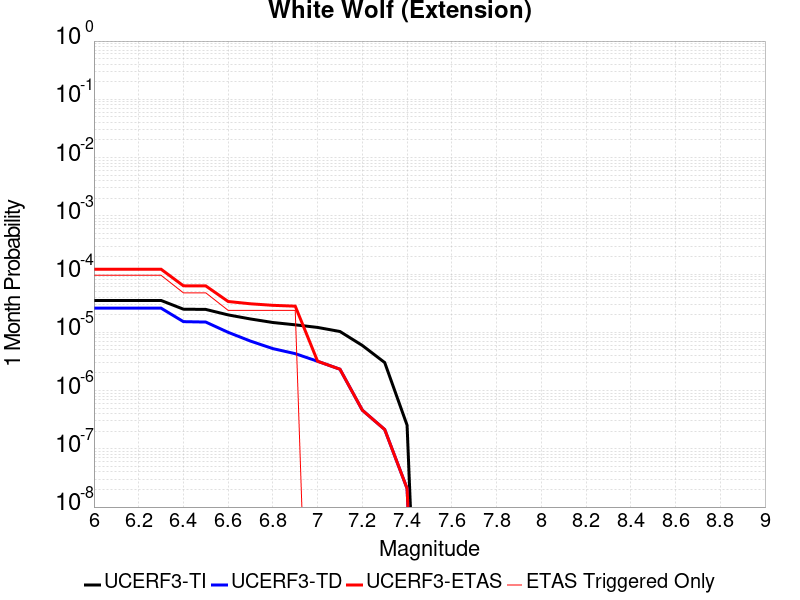 White Wolf (Extension)
10^0
10^-1
10^-2
10^-3
10^-4
10^-5
10^-6
10^-7
10^-8
1 Month Probability
6 6.2 6.4 6.6 6.8 7 7.2 7.4 7.6 7.8 8 8.2 8.4 8.6 8.8 9
Magnitude
UCERF3-TI UCERF3-TD UCERF3-ETAS ETAS Triggered Only